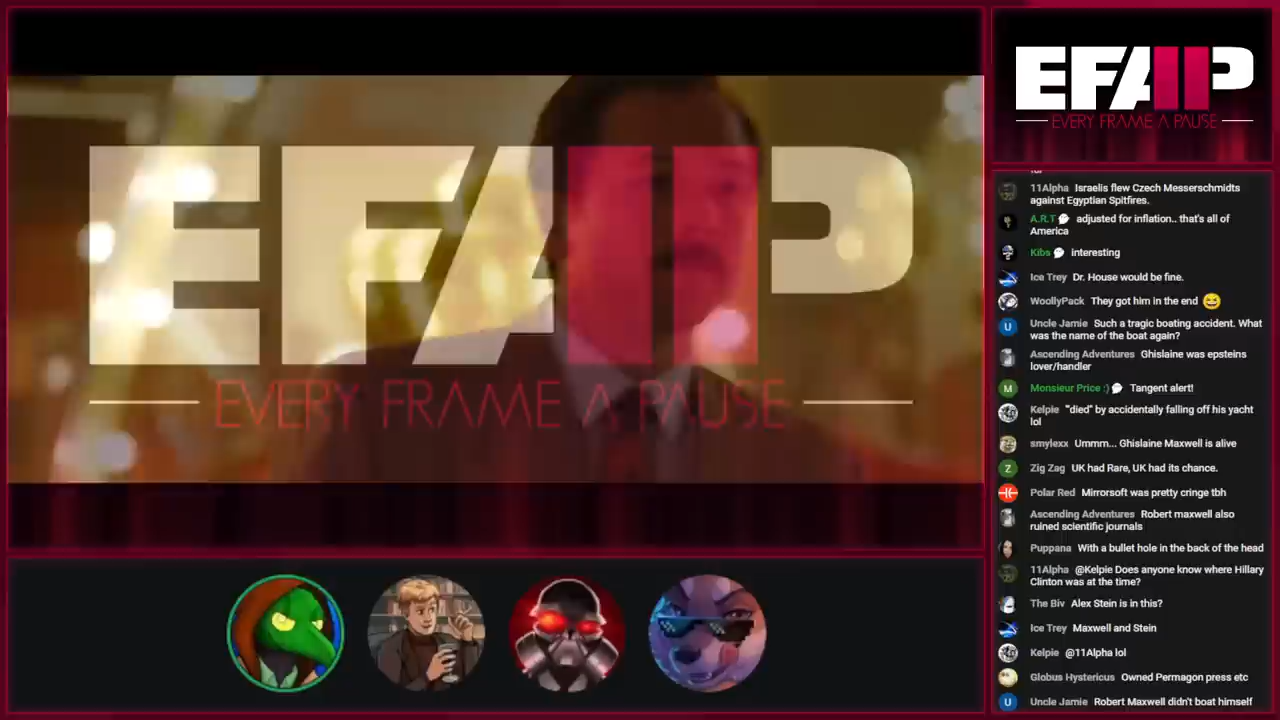 EFAP
EVERY FRAME A PAUSE
EFAP
EVERY FRAME A PAUSE
11Alpha Israelis flew Czech Messerschmidts
against Egyptian Spitfires.
A.R.T adjusted for inflation.. that's all of
America
Kibs interesting
Ice Trey Dr. House would be fine.
WoollyPack They got him in the end 😆
U
Uncle Jamie Such a tragic boating accident. What
was the name of the boat again?
Ascending Adventures Ghislaine was epsteins
lover/handler
M
Monsieur Price :) Tangent alert!
Kelpie "died" by accidentally falling off his yacht
lol
smylexx Ummm... Ghislaine Maxwell is alive
Z
Zig Zag UK had Rare, UK had its chance.
Polar Red Mirrorsoft was pretty cringe tbh
Ascending Adventures Robert maxwell also
ruined scientific journals
Puppana With a bullet hole in the back of the head
11Alpha @Kelpie Does anyone know where Hillary
Clinton was at the time?
The Biv Alex Stein is in this?
Ice Trey Maxwell and Stein
Kelpie @11Alpha lol
Globus Hystericus Owned Permagon press etc
U
Uncle Jamie Robert Maxwell didn't boat himself